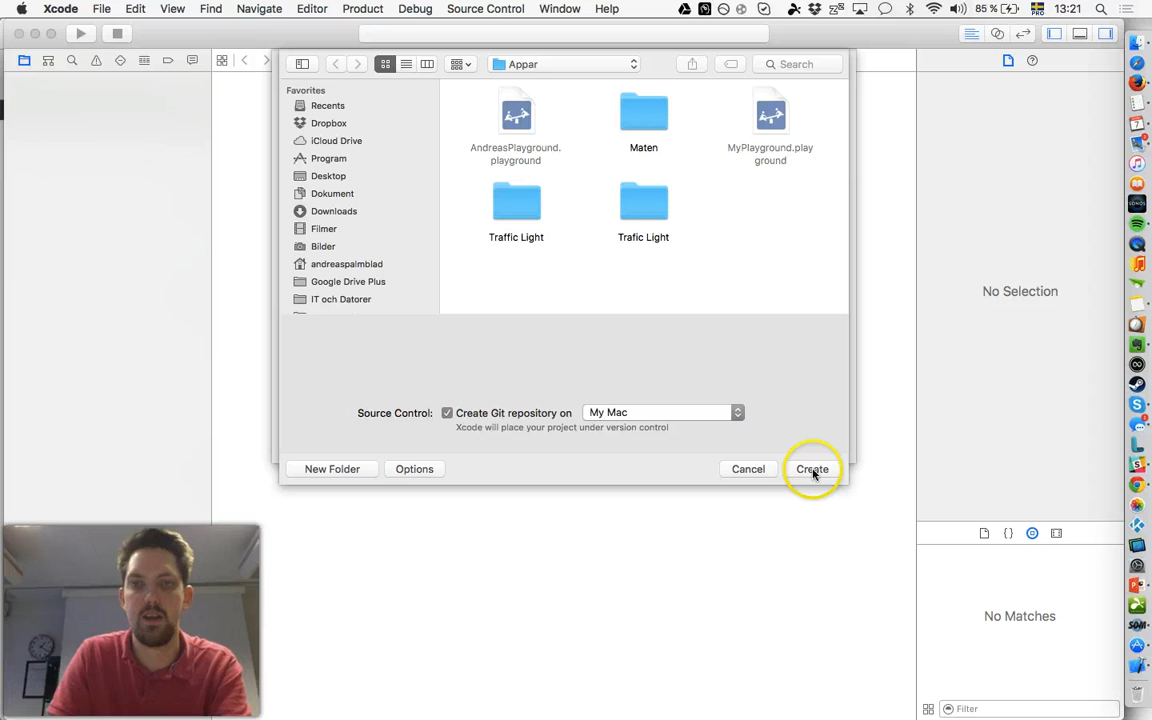 Xcode File Edit View Find Navigate Editor Product Debug Source Control Window Help 85 % 13:21
Appar
Search
Favorites
Recents
Dropbox
iCloud Drive
Program
Desktop
Dokument
Downloads
Filmer
Bilder
andreaspalmblad
Google Drive Plus
IT och Datorer
AndreasPlayground.
playground
Maten
MyPlayground.play
ground
Traffic Light
Trafic Light
No Selection
Source Control: Create Git repository on My Mac
Xcode will place your project under version control
New Folder Options Cancel Create
No Matches
Filter